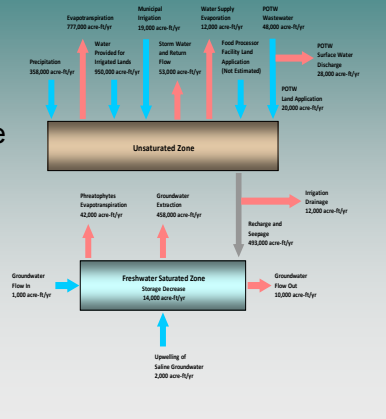 Municipal
Irrigation
19,000 acre-ft/yr
Evapotranspiration
777,000 acre-ft/yr
Water Supply
Evaporation
12,000 acre-ft/yr
POTW
Wastewater
48,000 acre-ft/yr
Precipitation
358,000 acre-ft/yr
Water
Provided for
Irrigated Lands
950,000 acre-ft/yr
Storm Water
and Return
Flow
53,000 acre-ft/yr
Food Processor
Facility Land
Application
(Not Estimated)
POTW
Surface Water
Discharge
28,000 acre-ft/yr
POTW
Land Application
20,000 acre-ft/yr
e
Unsaturated Zone
Phreatophytes
Evapotranspiration
42,000 acre-ft/yr
Groundwater
Extraction
458,000 acre-ft/yr
Irrigation
Drainage
12,000 acre-ft/yr
Recharge and
Seepage
493,000 acre-ft/yr
Groundwater
Flow In
1,000 acre-ft/yr
Freshwater Saturated Zone
Storage Decrease
14,000 acre-ft/yr
Groundwater
Flow Out
10,000 acre-ft/yr
Upwelling of
Saline Groundwater
2,000 acre-ft/yr